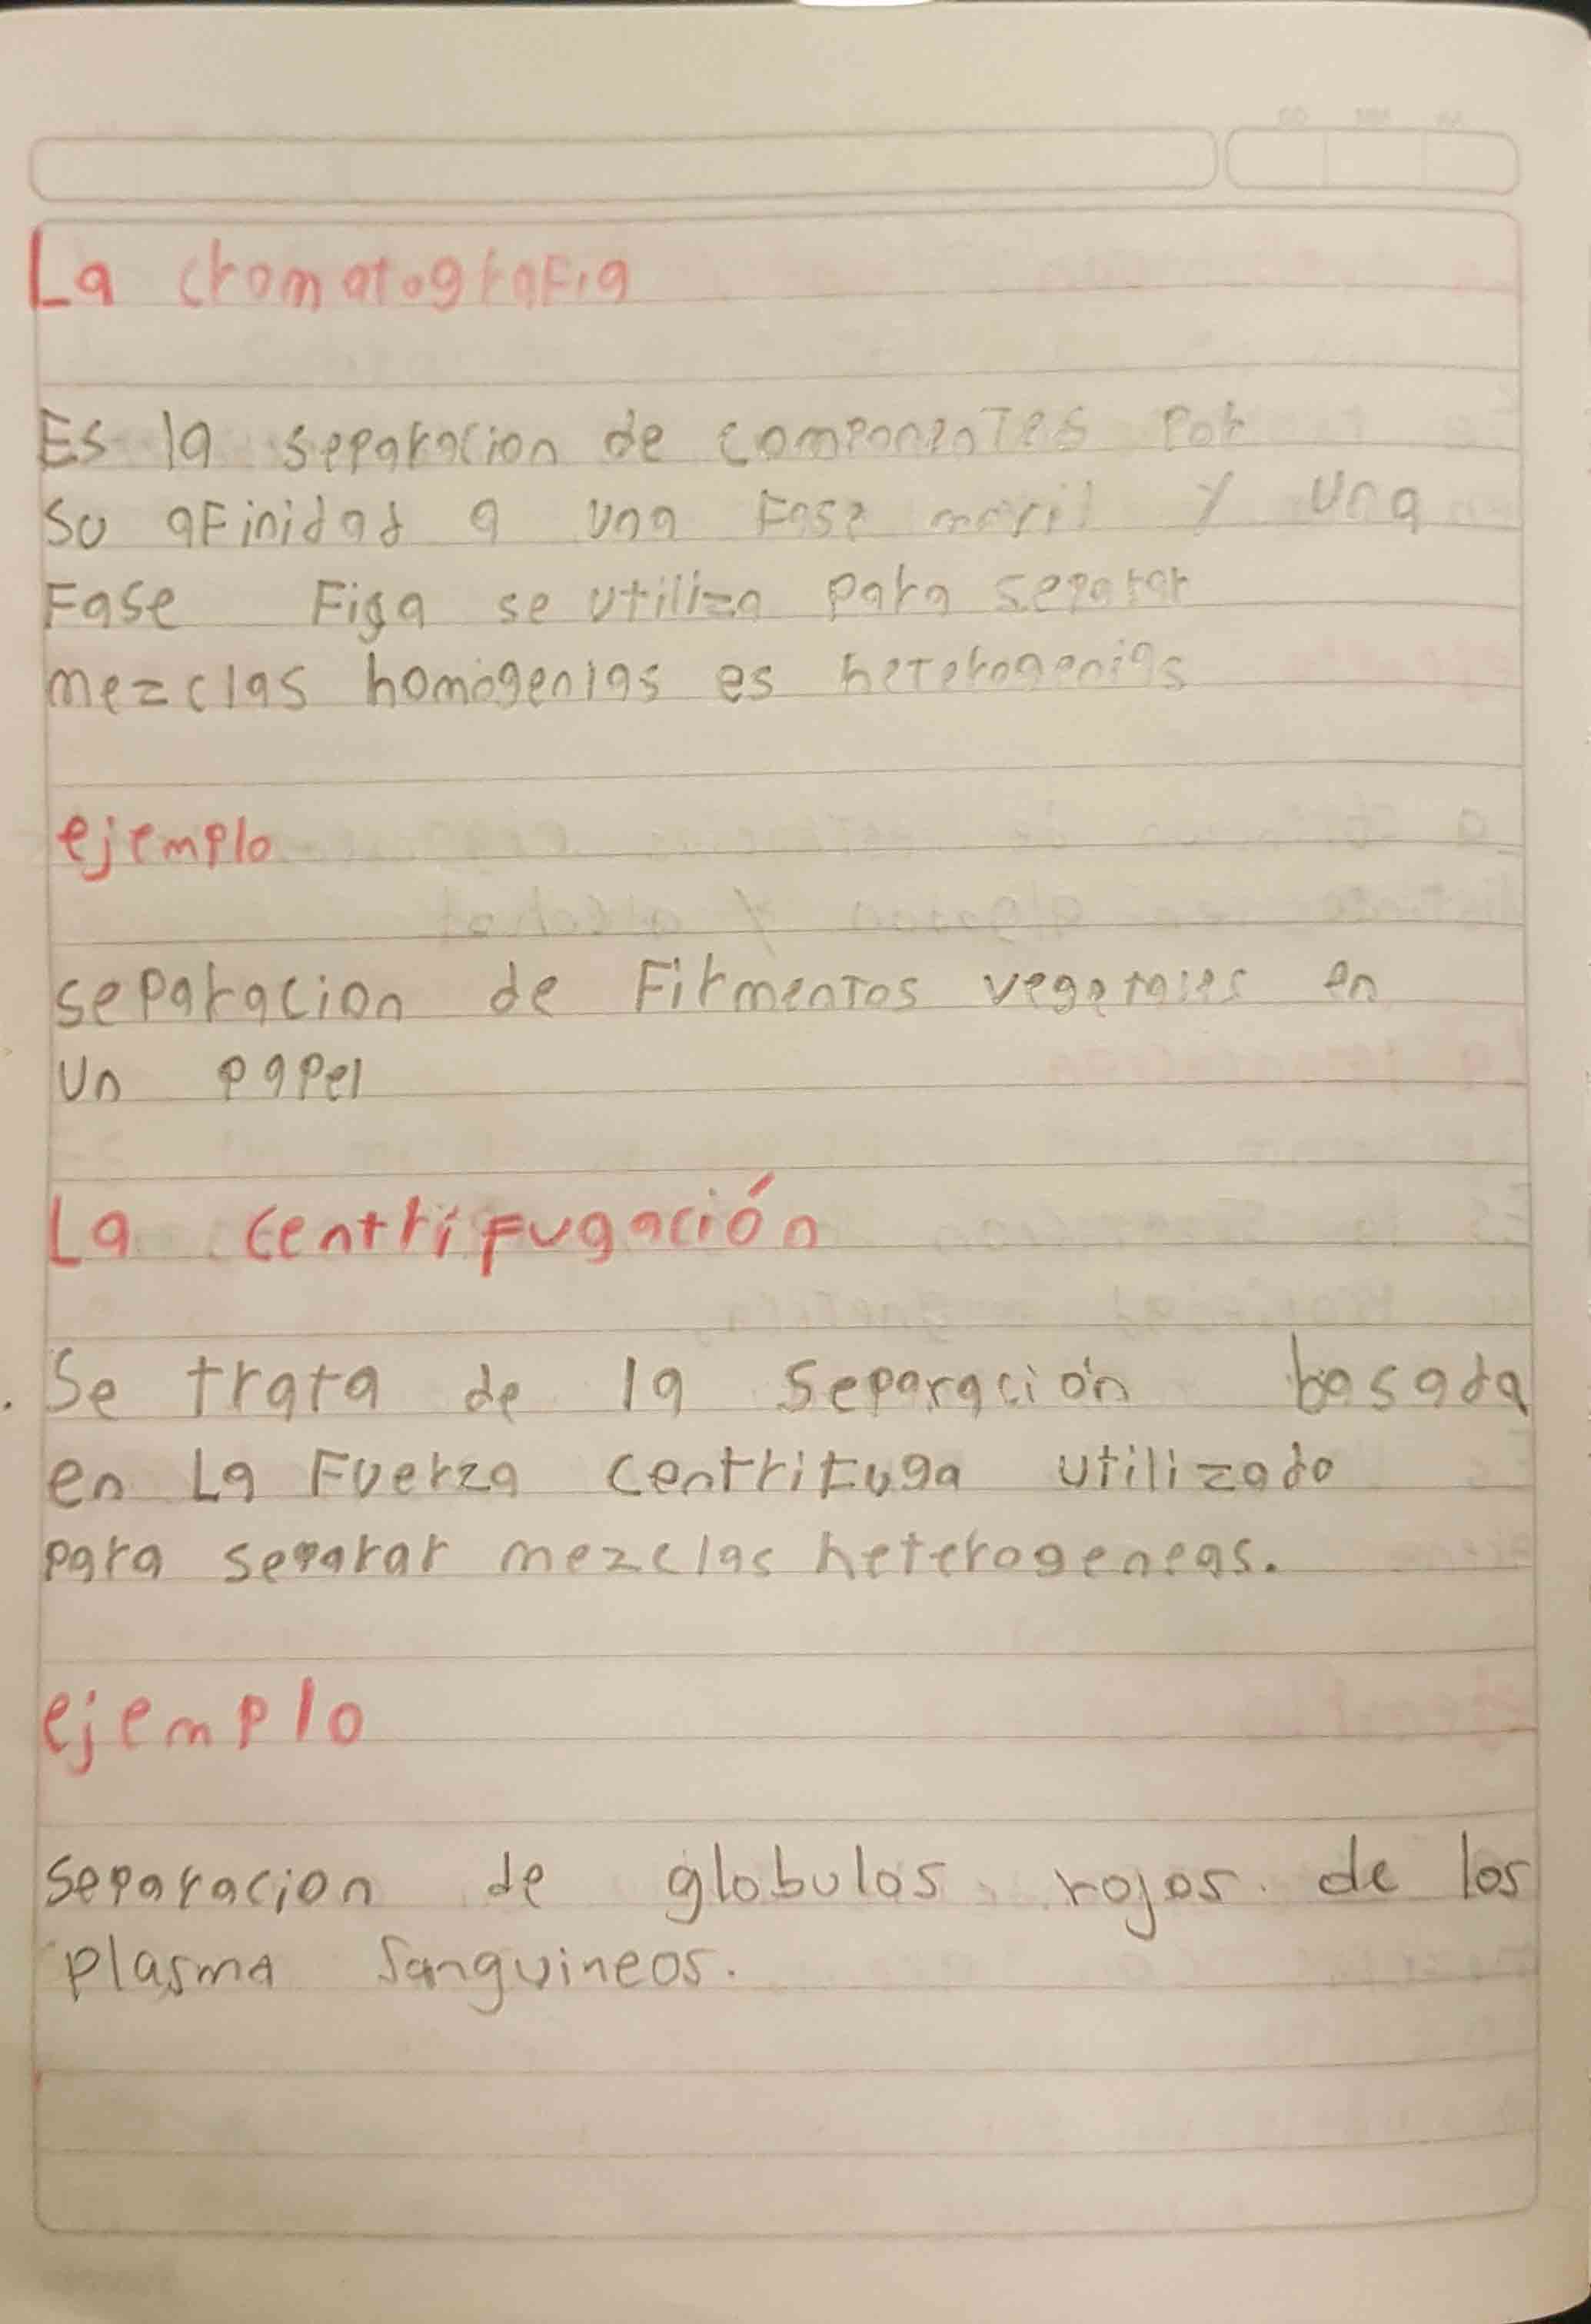 La cromatografia
Es la separacion de componentes por
su afinidad a una Fase movil y una
Fase Figa se utiliza para separar
mezclas homogenias es heterogenias
ejemplo
separacion de Firmentos vegetales en
un papel
La centrifugación
Se trata de la separación basada
en La Fuerza centrifuga utilizado
para separar mezclas heterogeneas.
ejemplo
separacion de globulos rojos de los
plasma sanguineos.